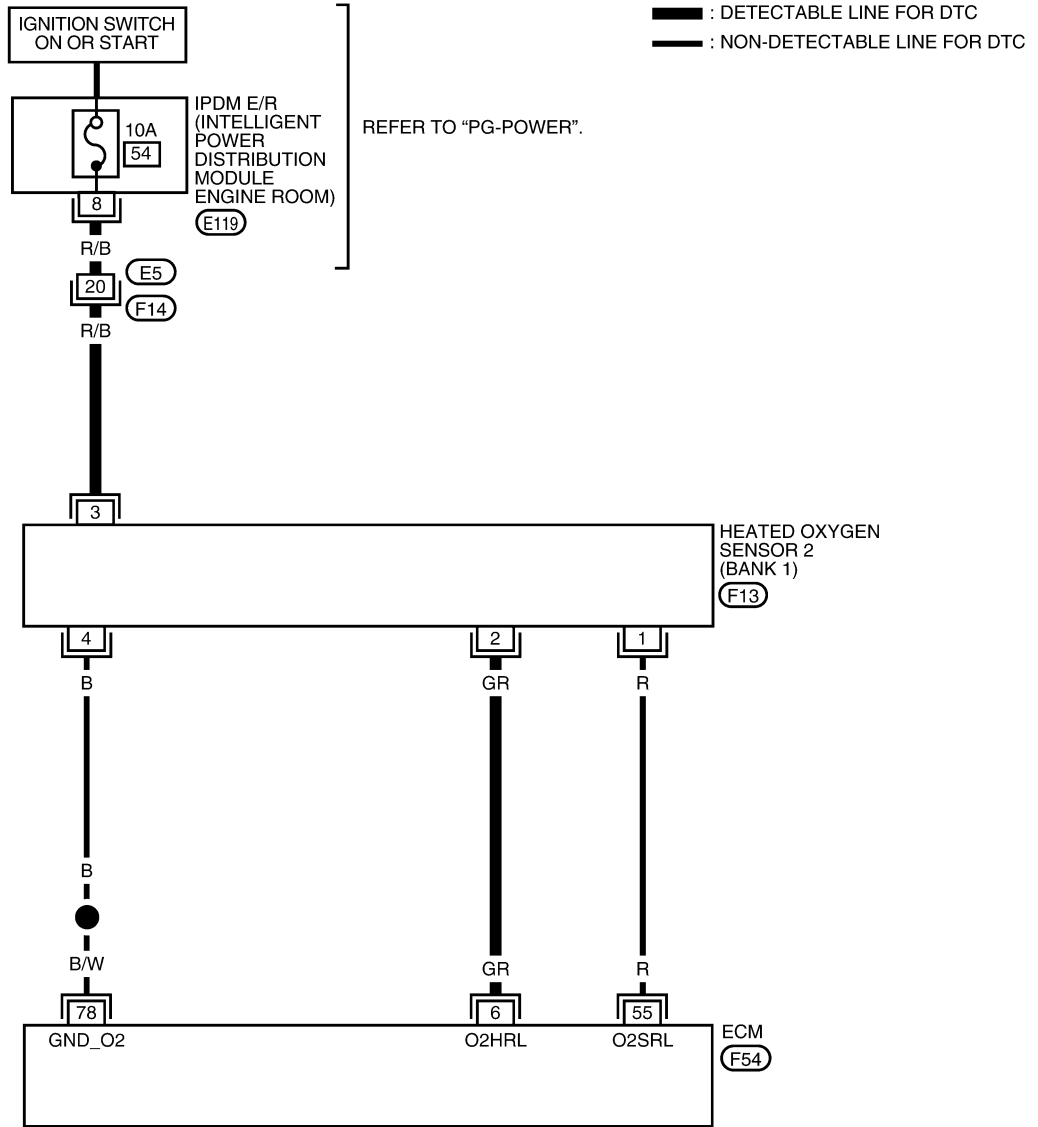 IGNITION SWITCH
ON OR START
: DETECTABLE LINE FOR DTC
: NON-DETECTABLE LINE FOR DTC
10A
54
IPDM E/R
(INTELLIGENT
POWER
DISTRIBUTION
MODULE
ENGINE ROOM)
E119
REFER TO “PG-POWER”.
8
R/B
20
E5
F14
R/B
3
HEATED OXYGEN
SENSOR 2
(BANK 1)
F13
4
2
1
B
GR
R
B
B/W
GR
R
78
6
55
GND_O2
O2HRL
O2SRL
ECM
F54